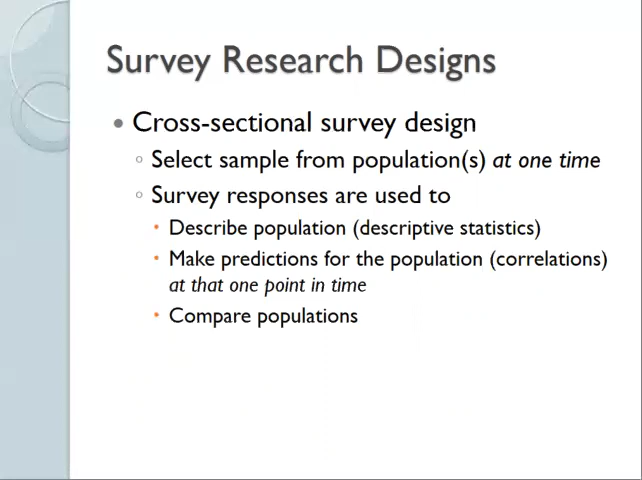 Survey Research Designs
Cross-sectional survey design
Select sample from population(s) at one time
Survey responses are used to
Describe population (descriptive statistics)
Make predictions for the population (correlations)
at that one point in time
Compare populations